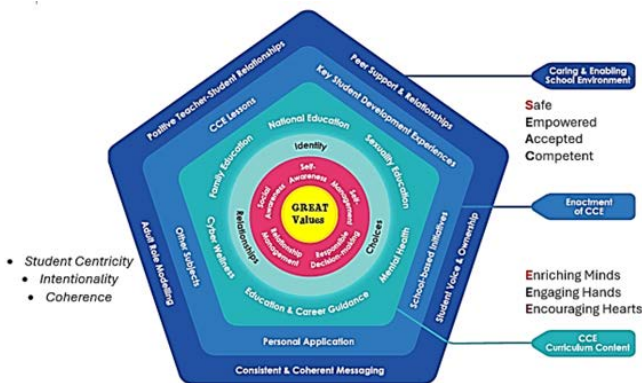 Positive Teacher-Student Relationships
Peer Support & Relationships
CCE Lessons
Key Student Development Experiences
Family Education
National Education
Sexuality Education
Identity
Social Awareness
Self-Awareness
Self-Management
GREAT
Values
Relationships
Choices
Relationship Management
Responsible Decision-making
Cyber Wellness
Mental Health
Education & Career Guidance
Other Subjects
School-based Initiatives
Adult Role Modelling
Student Voice & Ownership
Personal Application
Consistent & Coherent Messaging
• Student Centricity
• Intentionality
• Coherence
Caring & Enabling
School Environment
Safe
Empowered
Accepted
Competent
Enactment
of CCE
Enriching Minds
Engaging Hands
Encouraging Hearts
CCE
Curriculum Content